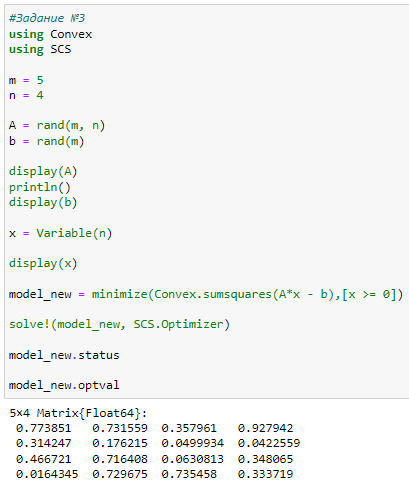 #Задание №3
using Convex
using SCS
m = 5
n = 4
A = rand(m, n)
b = rand(m)
display(A)
println()
display(b)
x = Variable(n)
display(x)
model_new = minimize(Convex.sumsquares(A*x - b),[x >= 0])
solve!(model_new, SCS.Optimizer)
model_new.status
model_new.optval
5×4 Matrix{Float64}:
0.773851 0.731559 0.357961 0.927942
0.314247 0.176215 0.0499934 0.0422559
0.466721 0.716408 0.0630813 0.348065
0.0164345 0.729675 0.735458 0.333719